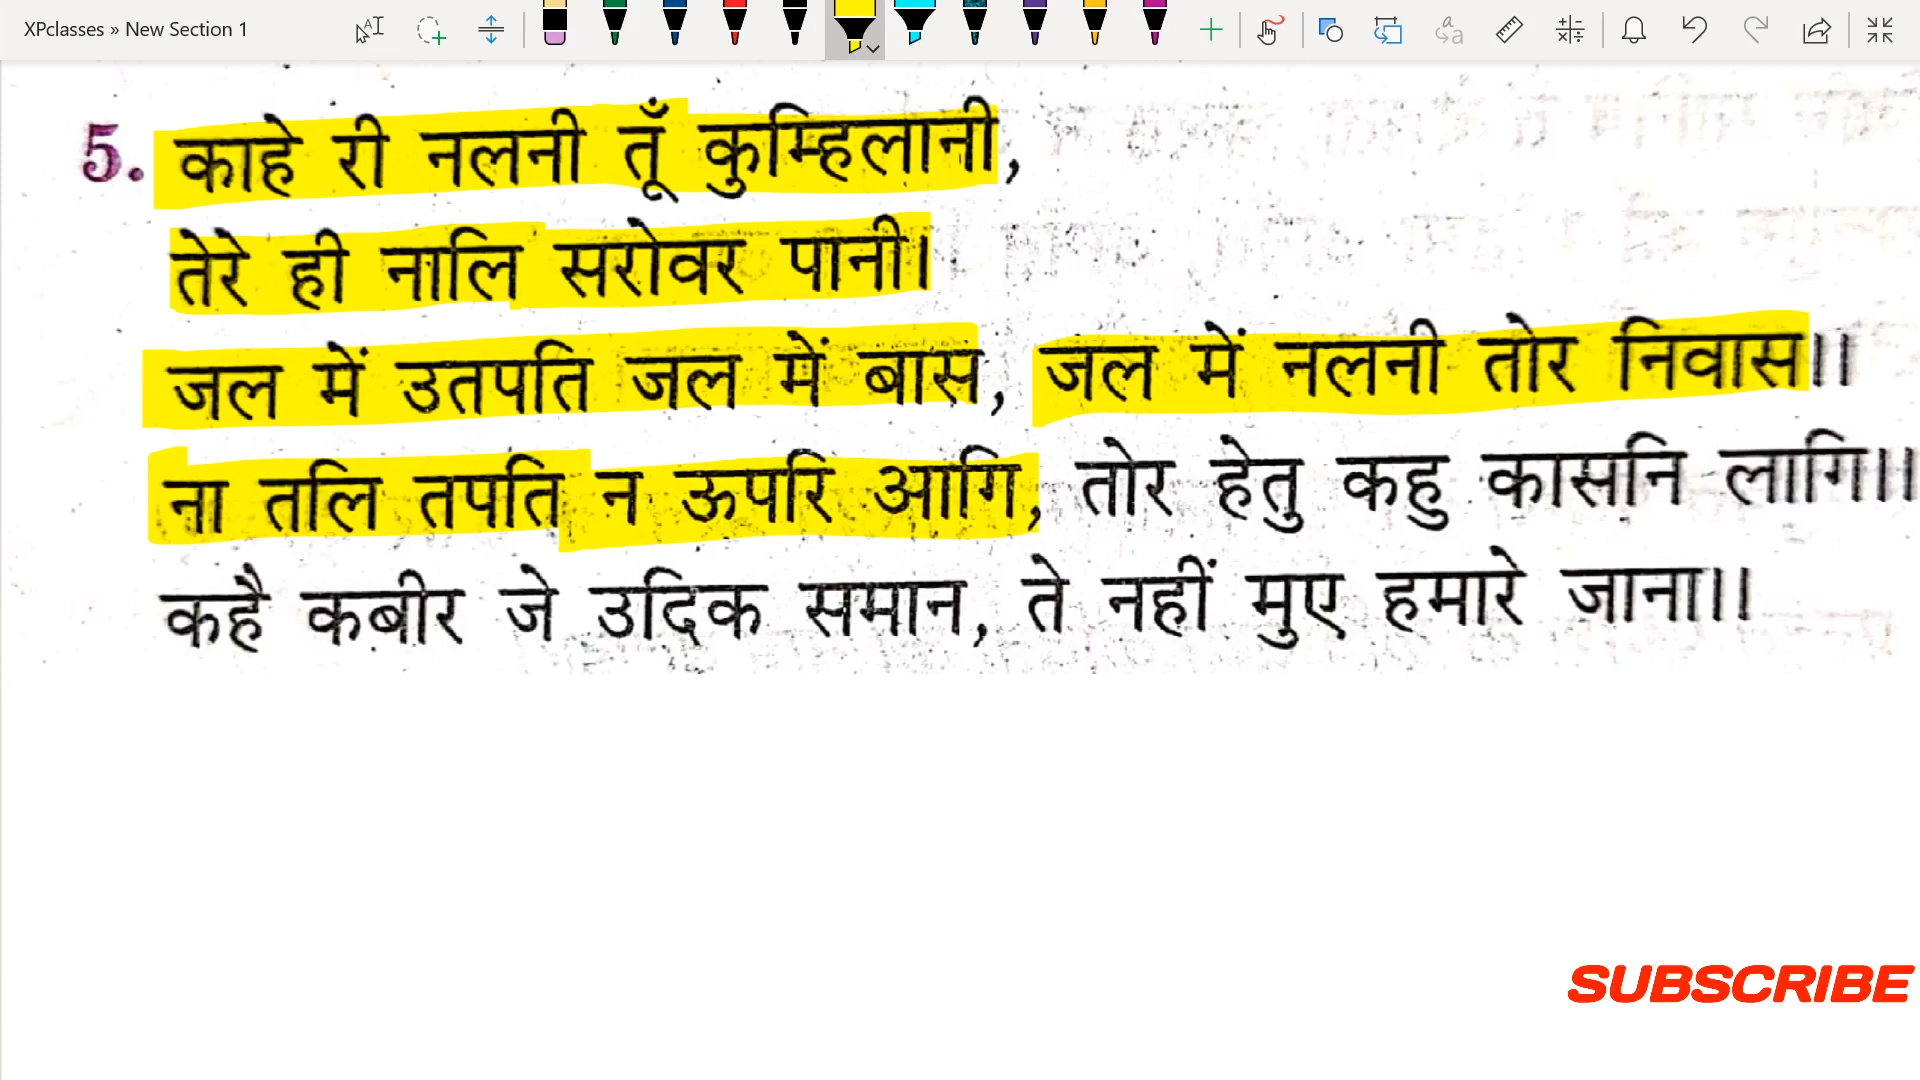 XPclasses » New Section 1
5. काहे री नलनी तूँ कुम्हिलानी,
तेरे ही नालि सरोवर पानी।
जल में उतपति जल में बास, जल में नलनी तोर निवास।।
ना तलि तपति न ऊपरि आगि, तोर हेतु कहु कासनि लागि।।
कहै कबीर जे उदिक समान, ते नहीं मुए हमारे जाना।।
SUBSCRIBE